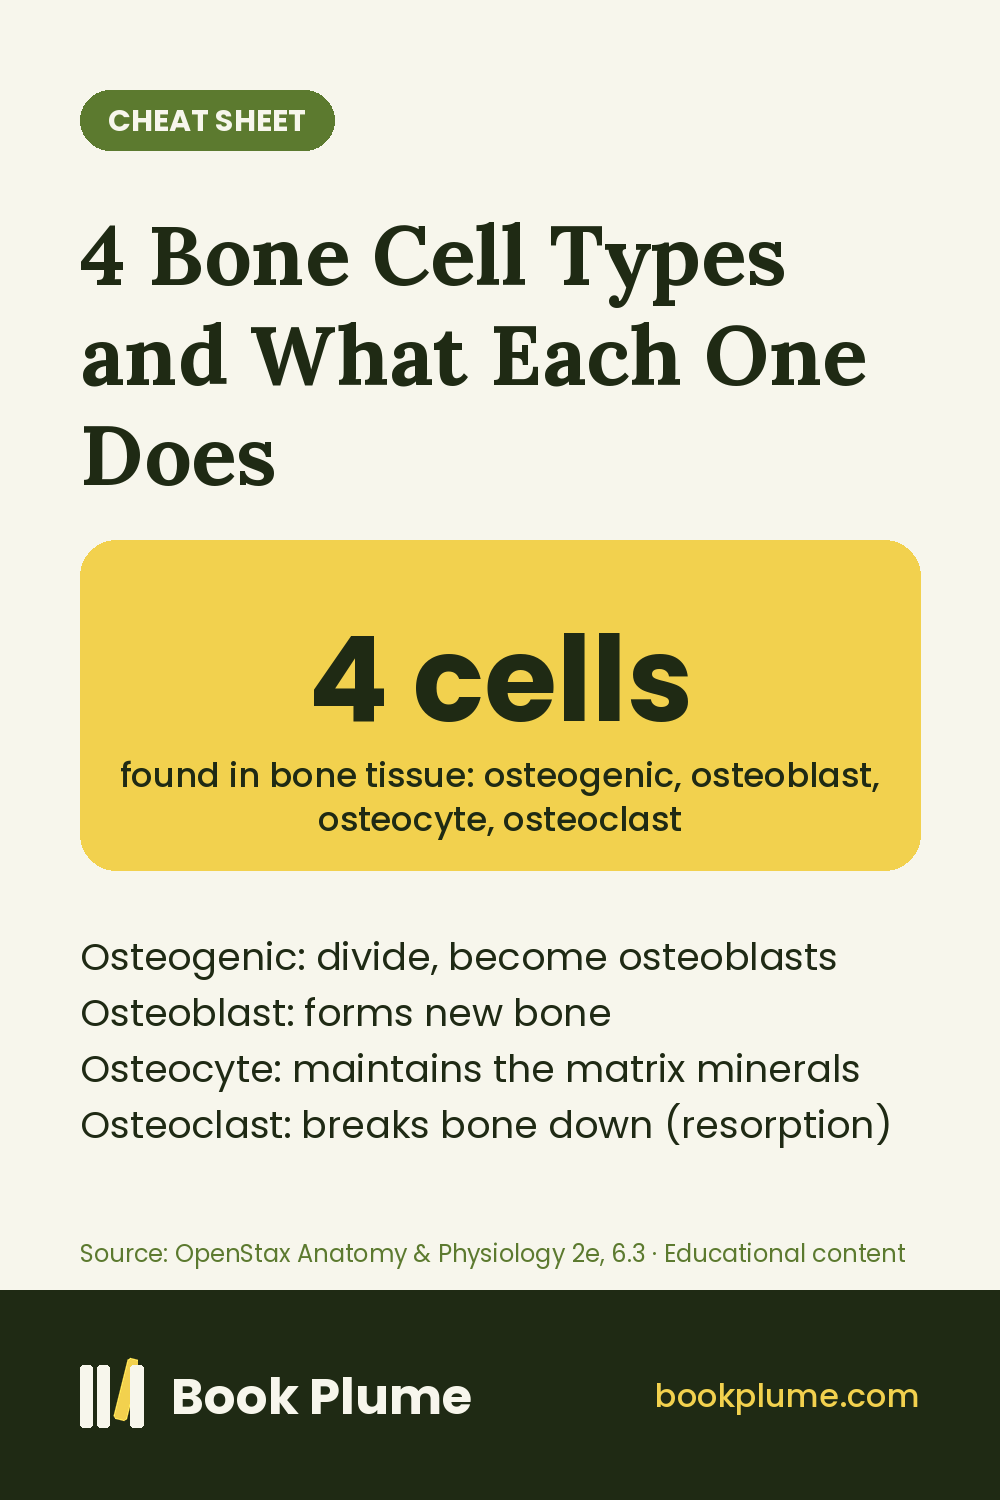 CHEAT SHEET
4 Bone Cell Types
and What Each One
Does
4 cells
found in bone tissue: osteogenic, osteoblast,
osteocyte, osteoclast
Osteogenic: divide, become osteoblasts
Osteoblast: forms new bone
Osteocyte: maintains the matrix minerals
Osteoclast: breaks bone down (resorption)
Source: OpenStax Anatomy & Physiology 2e, 6.3 · Educational content
Book Plume
bookplume.com